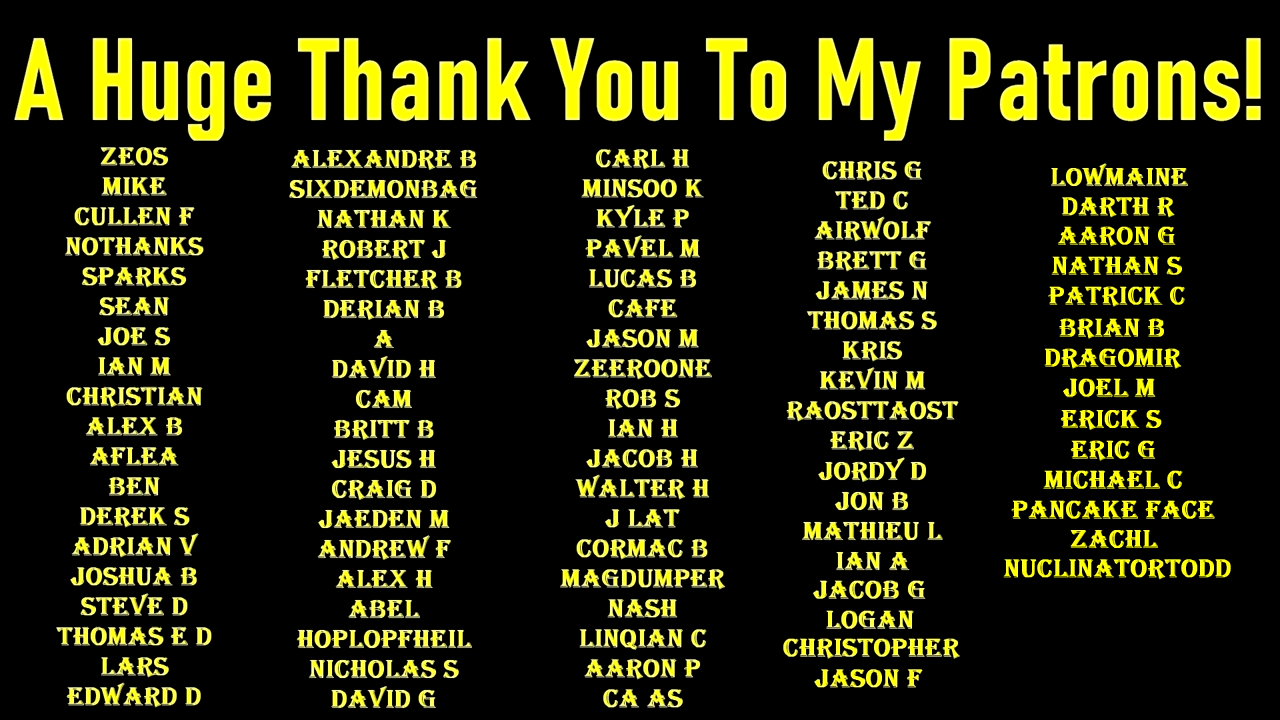 A Huge Thank You To My Patrons!
ZEOS
MIKE
CULLEN F
NOTHANKS
SPARKS
SEAN
JOE S
IAN M
CHRISTIAN
ALEX B
AFLEA
BEN
DEREK S
ADRIAN V
JOSHUA B
STEVE D
THOMAS E D
LARS
EDWARD D
ALEXANDRE B
SIXDEMONBAG
NATHAN K
ROBERT J
FLETCHER B
DERIAN B
A
DAVID H
CAM
BRITT B
JESUS H
CRAIG D
JAEDEN M
ANDREW F
ALEX H
ABEL
HOPLOPFHEIL
NICHOLAS S
DAVID G
CARL H
MINSOO K
KYLE P
PAVEL M
LUCAS B
CAFE
JASON M
ZEEROONE
ROB S
IAN H
JACOB H
WALTER H
J LAT
CORMAC B
MAGDUMPER
NASH
LINQIAN C
AARON P
CA AS
CHRIS G
TED C
AIRWOLF
BRETT G
JAMES N
THOMAS S
KRIS
KEVIN M
RAOSTTAOST
ERIC Z
JORDY D
JON B
MATHIEU L
IAN A
JACOB G
LOGAN
CHRISTOPHER
JASON F
LOWMAINE
DARTH R
AARON G
NATHAN S
PATRICK C
BRIAN B
DRAGOMIR
JOEL M
ERICK S
ERIC G
MICHAEL C
PANCAKE FACE
ZACHL
NUCLINATORTODD